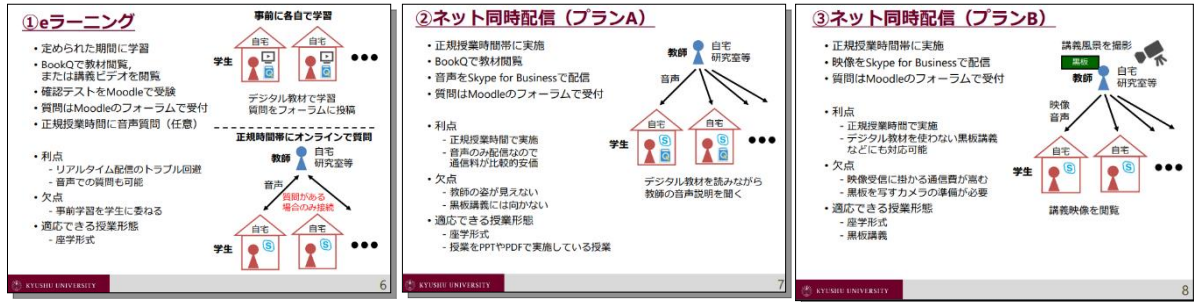 ①eラーニング
・定められた期間に学習
・BookQで教材閲覧,
または講義ビデオを閲覧
・確認テストをMoodleで受験
・質問はMoodleのフォーラムで受付
・正規授業時間に音声質問（任意）
・利点
- リアルタイム配信のトラブル回避
- 音声での質問も可能
・欠点
- 事前学習を学生に委ねる
・適応できる授業形態
- 座学形式
事前に各自で学習
自宅
自宅
学生
デジタル教材で学習
質問をフォーラムに投稿
正規時間帯にオンラインで質問
教師
自宅
研究室等
音声
質問がある
場合のみ接続
自宅
自宅
学生
KYUSHU UNIVERSITY
6
②ネット同時配信（プランA）
・正規授業時間帯に実施
・BookQで教材閲覧
・音声をSkype for Businessで配信
・質問はMoodleのフォーラムで受付
・利点
- 正規授業時間で実施
- 音声のみ配信なので
通信料が比較的安価
・欠点
- 教師の姿が見えない
- 黒板講義には向かない
・適応できる授業形態
- 座学形式
- 授業をPPTやPDFで実施している授業
教師
自宅
研究室等
音声
自宅
自宅
学生
デジタル教材を読みながら
教師の音声説明を聞く
KYUSHU UNIVERSITY
7
③ネット同時配信（プランB）
・正規授業時間帯に実施
・映像をSkype for Businessで配信
・質問はMoodleのフォーラムで受付
・利点
- 正規授業時間で実施
- デジタル教材を使わない黒板講義
などにも対応可能
・欠点
- 映像受信に掛かる通信費が嵩む
- 黒板を写すカメラの準備が必要
・適応できる授業形態
- 座学形式
- 黒板講義
講義風景を撮影
黒板
教師
自宅
研究室等
映像
音声
自宅
自宅
学生
講義映像を閲覧
KYUSHU UNIVERSITY
8